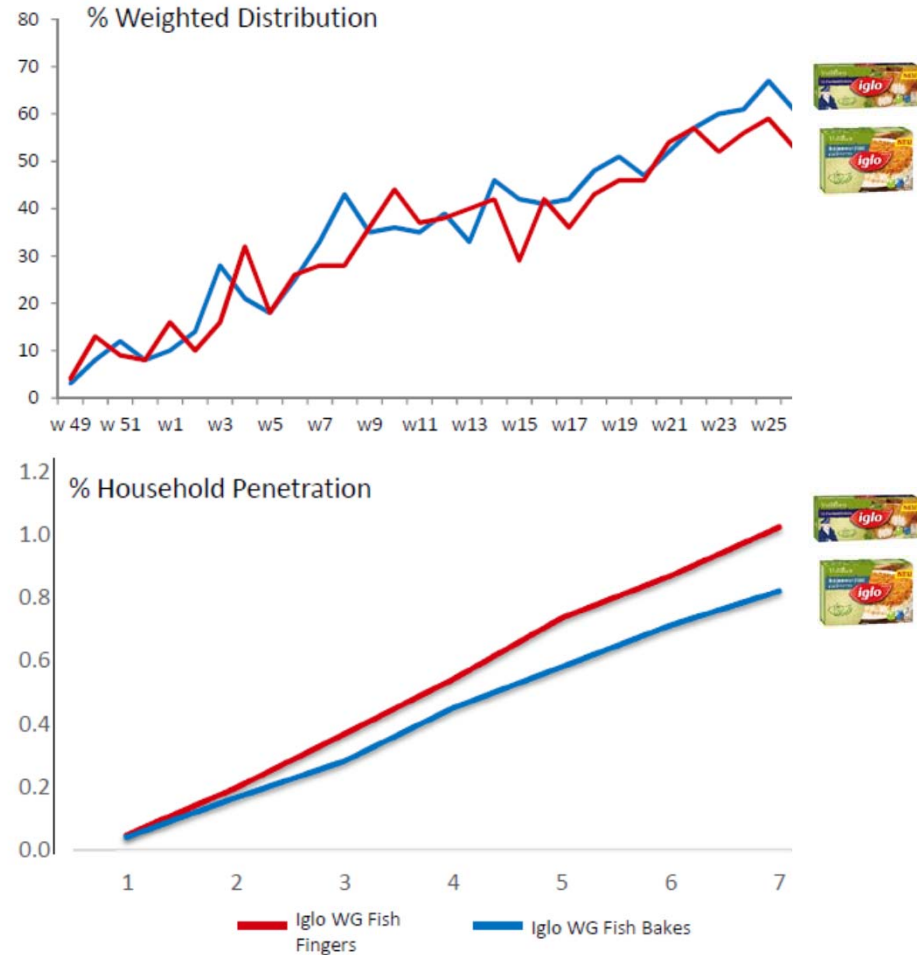 % Weighted Distribution
80
70
60
50
40
30
20
10
0
w 49 w 51 w1 w3 w5 w7 w9 w11 w13 w15 w17 w19 w21 w23 w25
iglo
iglo
% Household Penetration
1.2
1.0
0.8
0.6
0.4
0.2
0.0
1 2 3 4 5 6 7
iglo
iglo
Iglo WG Fish
Fingers
Iglo WG Fish Bakes